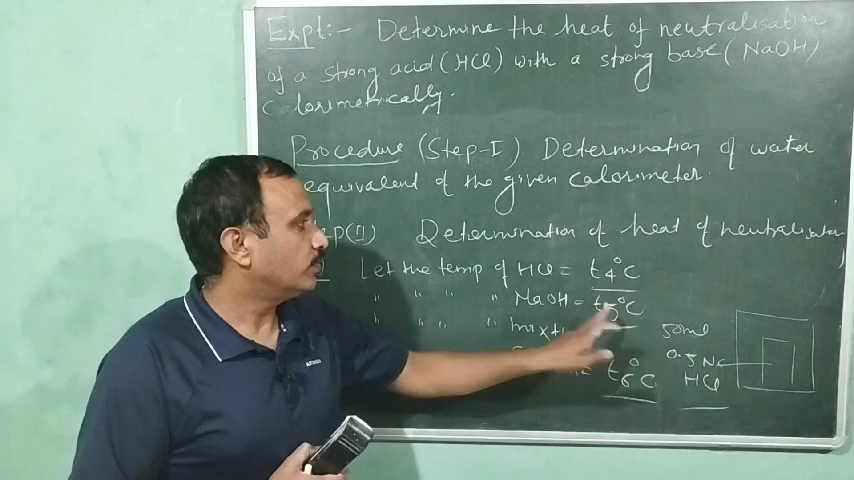 Expt:- Determine the heat of neutralisation
of a strong acid (HCl) with a strong base (NaOH)
Calorimetrically.
Procedure (Step-I) Determination of water
equivalent of the given calorimeter.
(II) Determination of heat of neutralisation
Let the temp of HCl = t4°C
" " " " NaOH = t5°C
" " "
t6°C
50ml
0.5 N
HCl